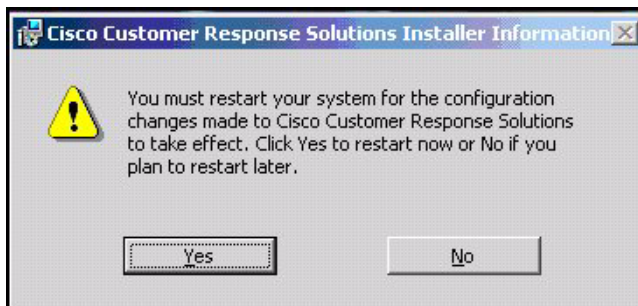 Cisco Customer Response Solutions Installer Information
You must restart your system for the configuration
changes made to Cisco Customer Response Solutions
to take effect. Click Yes to restart now or No if you
plan to restart later.
Yes
No